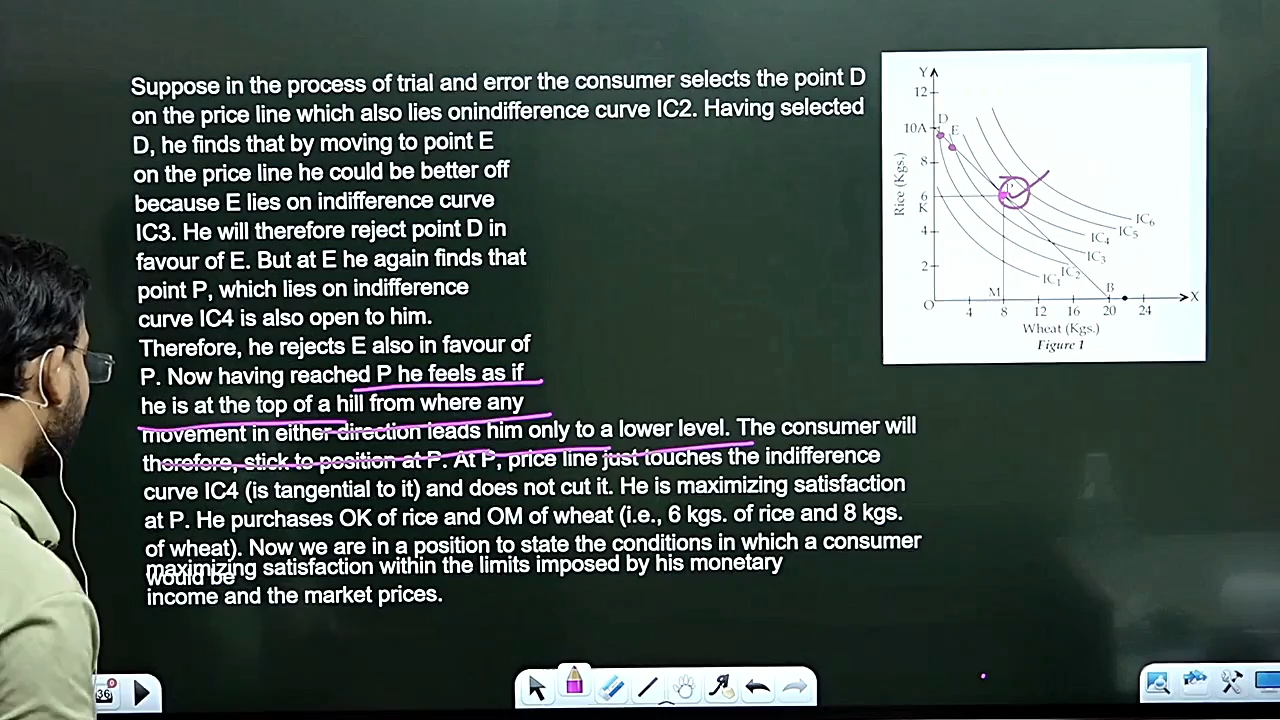 Suppose in the process of trial and error the consumer selects the point D
on the price line which also lies onindifference curve IC2. Having selected
D, he finds that by moving to point E
on the price line he could be better off
because E lies on indifference curve
IC3. He will therefore reject point D in
favour of E. But at E he again finds that
point P, which lies on indifference
curve IC4 is also open to him.
Therefore, he rejects E also in favour of
P. Now having reached P he feels as if
he is at the top of a hill from where any
movement in either direction leads him only to a lower level. The consumer will
therefore, stick to position at P. At P, price line just touches the indifference
curve IC4 (is tangential to it) and does not cut it. He is maximizing satisfaction
at P. He purchases OK of rice and OM of wheat (i.e., 6 kgs. of rice and 8 kgs.
of wheat). Now we are in a position to state the conditions in which a consumer
would be
maximizing satisfaction within the limits imposed by his monetary
income and the market prices.
Y
12
D
10A
E
8
P
6
K
4
2
O
Rice (Kgs.)
IC6
IC5
IC4
IC3
IC2
IC1
M
B
X
4 8 12 16 20 24
Wheat (Kgs.)
Figure 1
36
0